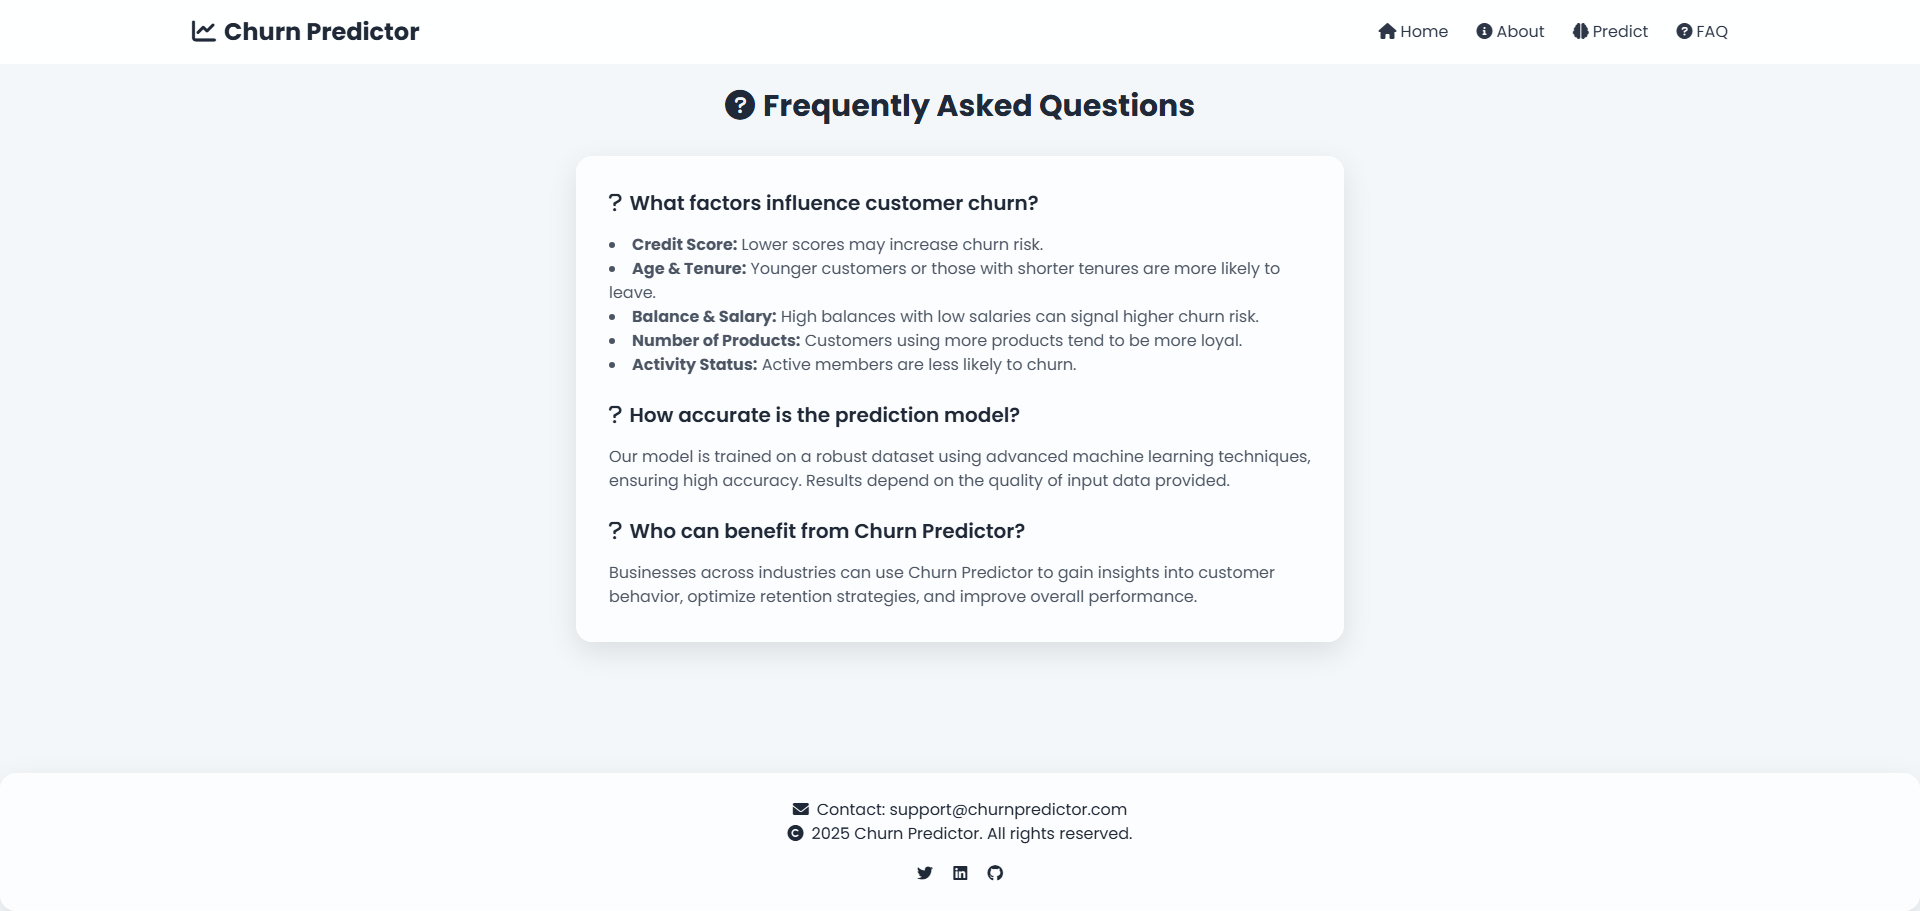 Churn Predictor
Home
About
Predict
FAQ
Frequently Asked Questions
? What factors influence customer churn?
• Credit Score: Lower scores may increase churn risk.
• Age & Tenure: Younger customers or those with shorter tenures are more likely to
leave.
• Balance & Salary: High balances with low salaries can signal higher churn risk.
• Number of Products: Customers using more products tend to be more loyal.
• Activity Status: Active members are less likely to churn.
? How accurate is the prediction model?
Our model is trained on a robust dataset using advanced machine learning techniques,
ensuring high accuracy. Results depend on the quality of input data provided.
? Who can benefit from Churn Predictor?
Businesses across industries can use Churn Predictor to gain insights into customer
behavior, optimize retention strategies, and improve overall performance.
Contact: support@churnpredictor.com
© 2025 Churn Predictor. All rights reserved.